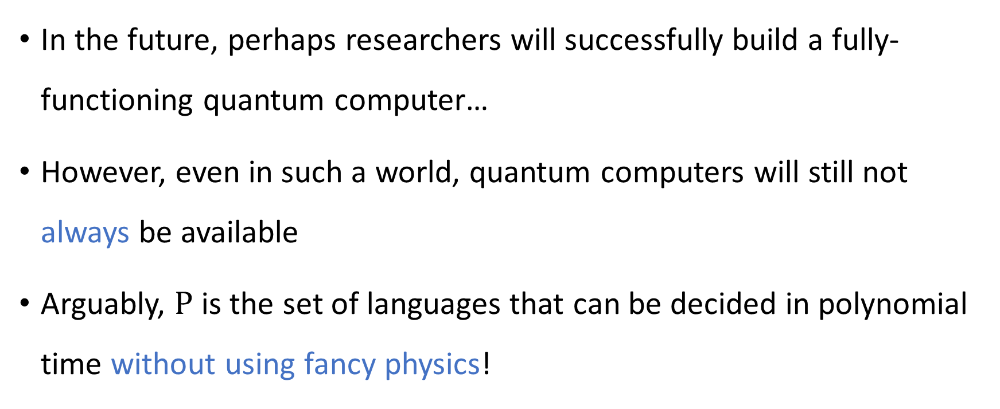 • In the future, perhaps researchers will successfully build a fully-
functioning quantum computer…
• However, even in such a world, quantum computers will still not
always be available
• Arguably, P is the set of languages that can be decided in polynomial
time without using fancy physics!